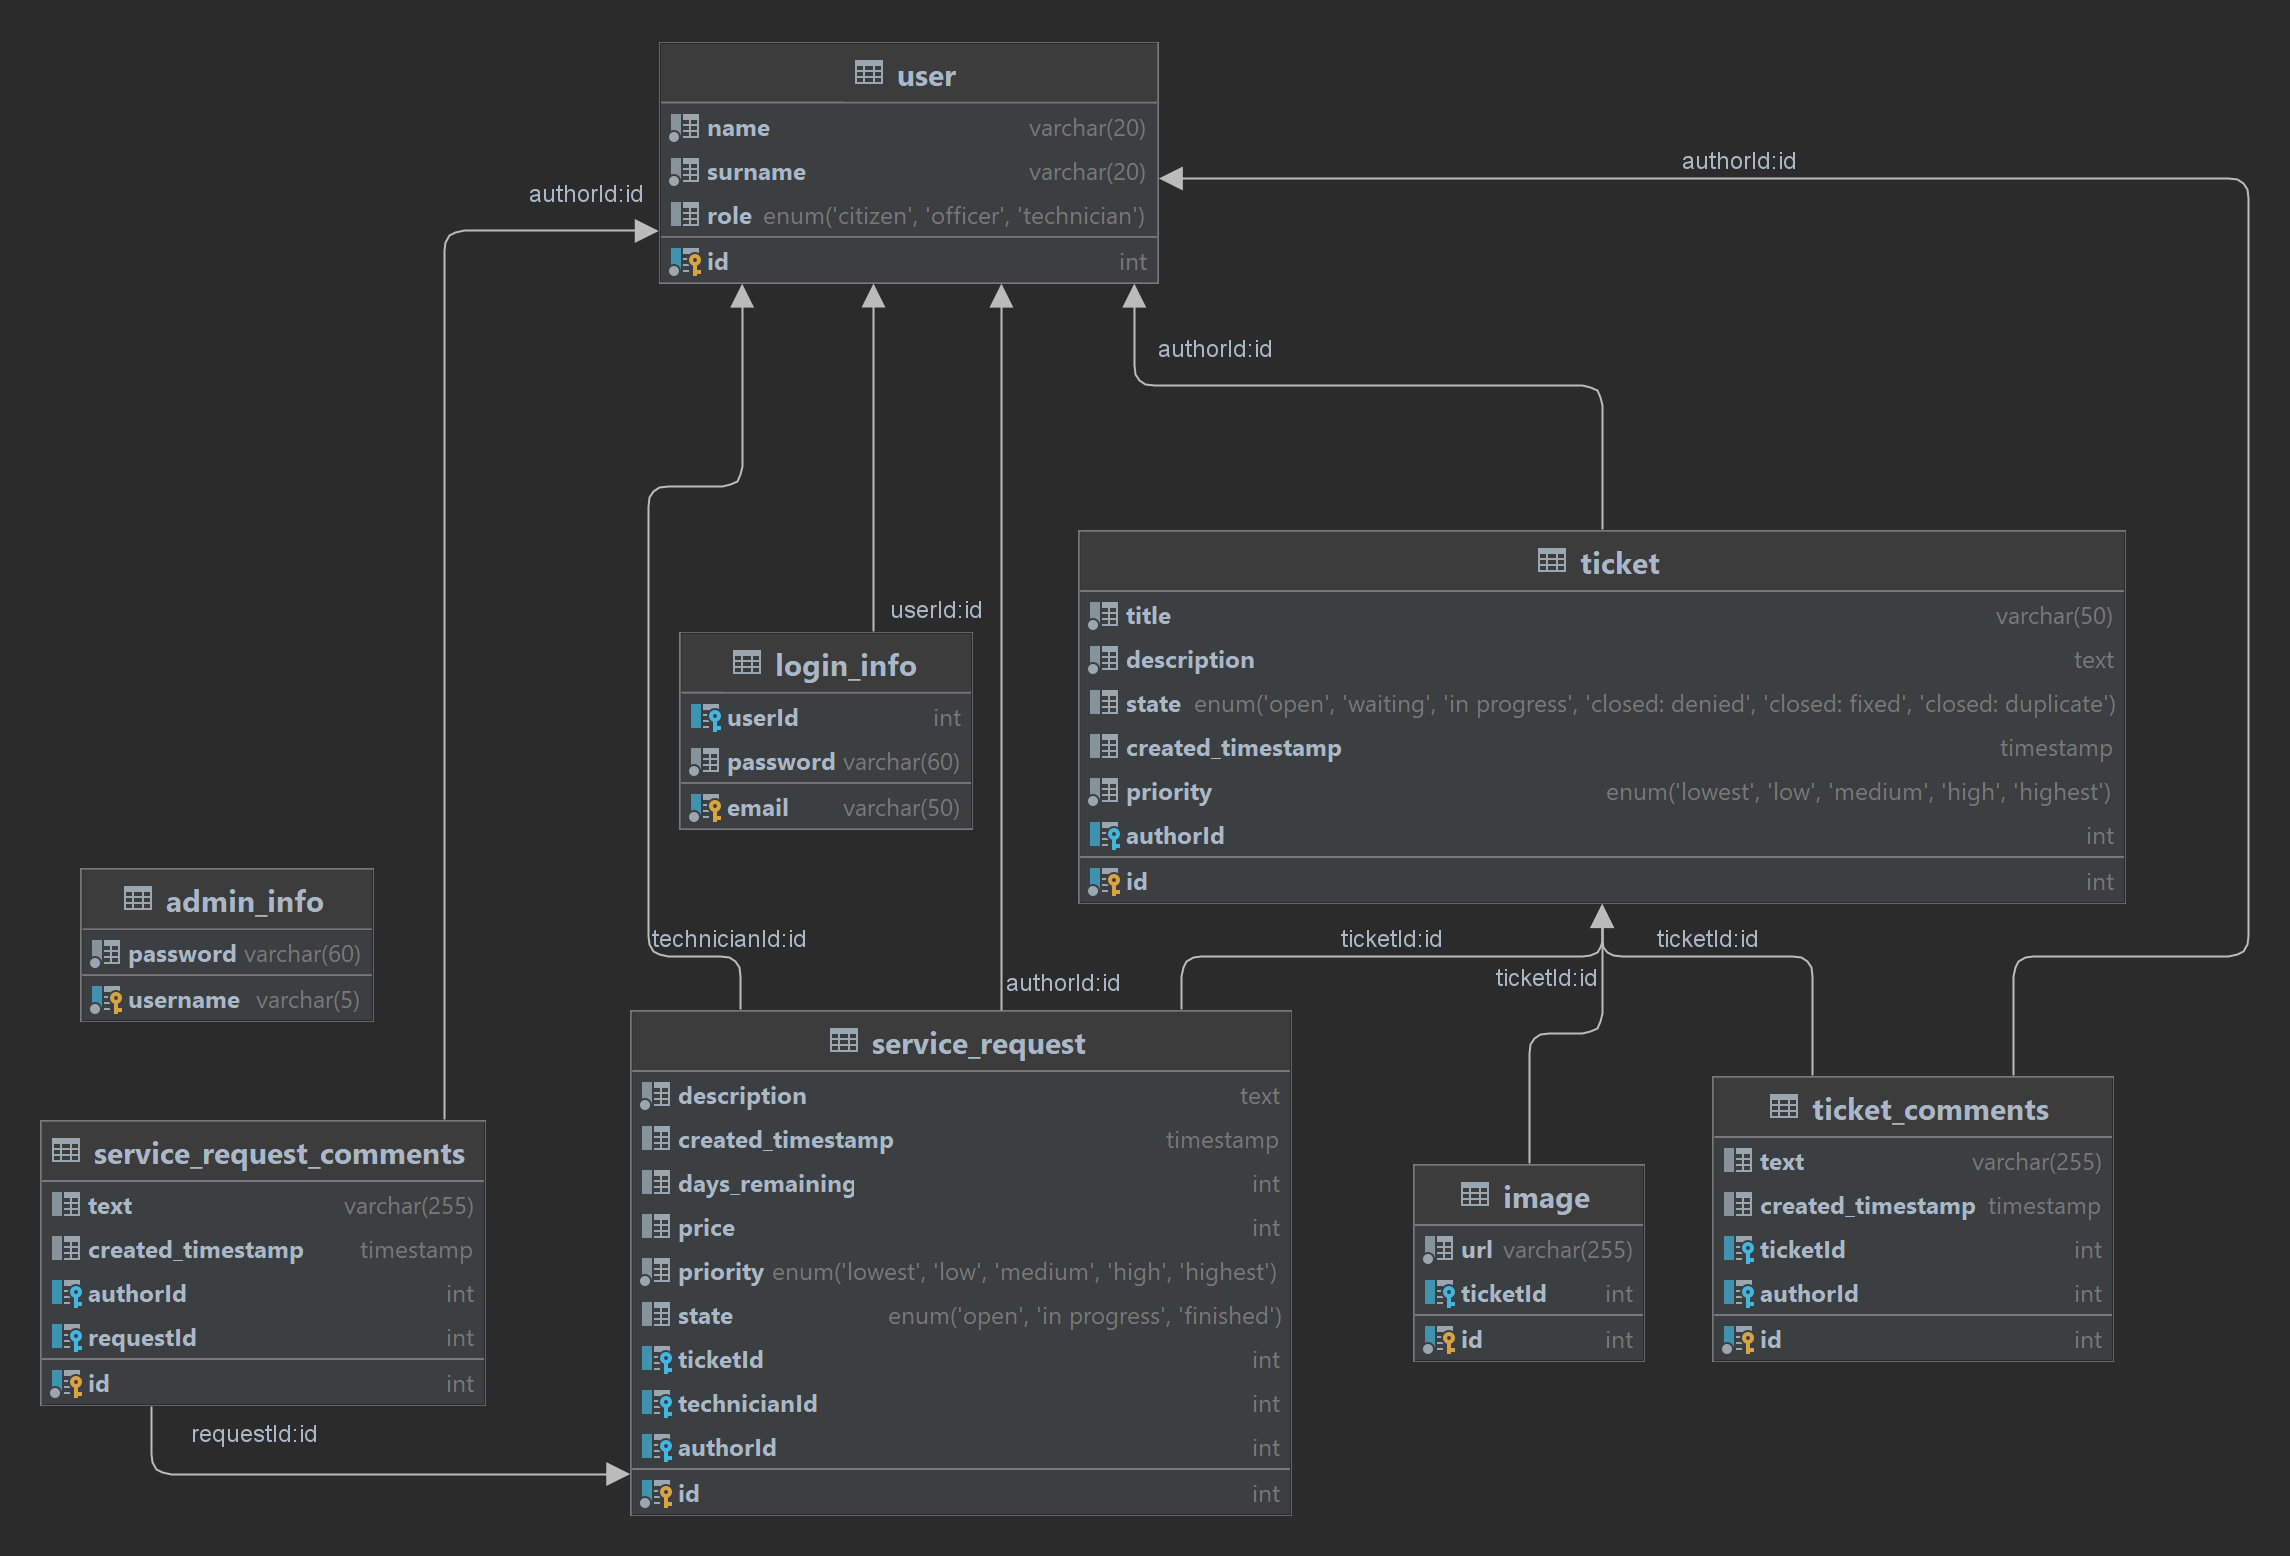 user
name varchar(20)
surname varchar(20)
role enum('citizen', 'officer', 'technician')
id int
authorId:id
authorId:id
authorId:id
ticket
title varchar(50)
description text
state enum('open', 'waiting', 'in progress', 'closed: denied', 'closed: fixed', 'closed: duplicate')
created_timestamp timestamp
priority enum('lowest', 'low', 'medium', 'high', 'highest')
authorId int
id int
userId:id
login_info
userId int
password varchar(60)
email varchar(50)
admin_info
password varchar(60)
username varchar(5)
technicianId:id
authorId:id
ticketId:id
ticketId:id
ticketId:id
service_request
description text
created_timestamp timestamp
days_remaining int
price int
priority enum('lowest', 'low', 'medium', 'high', 'highest')
state enum('open', 'in progress', 'finished')
ticketId int
technicianId int
authorId int
id int
service_request_comments
text varchar(255)
created_timestamp timestamp
authorId int
requestId int
id int
requestId:id
image
url varchar(255)
ticketId int
id int
ticket_comments
text varchar(255)
created_timestamp timestamp
ticketId int
authorId int
id int